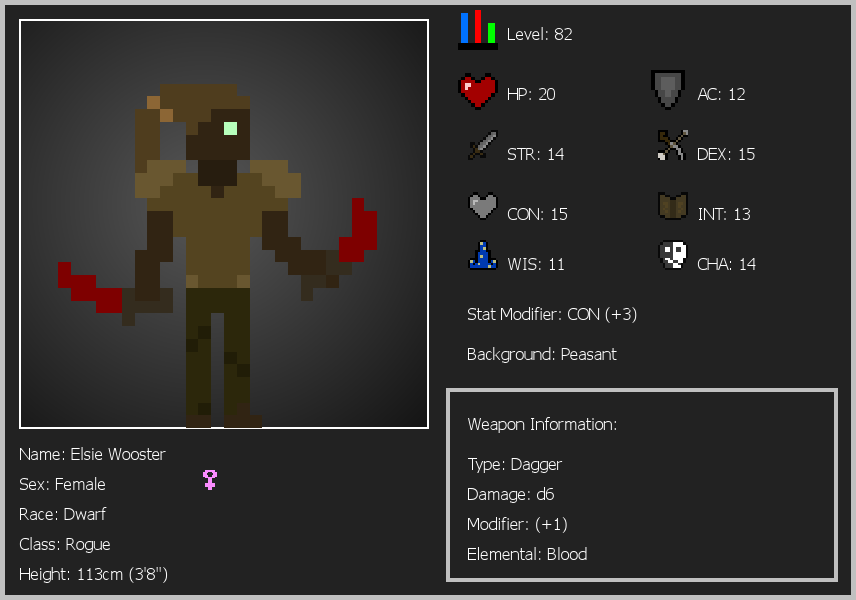 Level: 82
HP: 20
AC: 12
STR: 14
DEX: 15
CON: 15
INT: 13
WIS: 11
CHA: 14
Stat Modifier: CON (+3)
Background: Peasant
Weapon Information:
Type: Dagger
Damage: d6
Modifier: (+1)
Elemental: Blood
Name: Elsie Wooster
Sex: Female
Race: Dwarf
Class: Rogue
Height: 113cm (3'8")